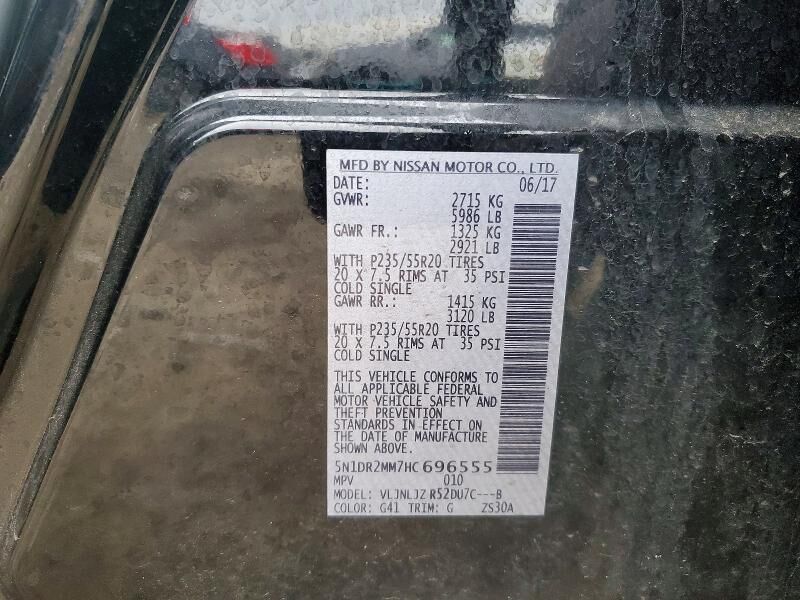 MFD BY NISSAN MOTOR CO., LTD.
DATE: 06/17
GVWR: 2715 KG
5986 LB
GAWR FR.: 1325 KG
2921 LB
WITH P235/55R20 TIRES
20 X 7.5 RIMS AT 35 PSI
COLD SINGLE
GAWR RR.: 1415 KG
3120 LB
WITH P235/55R20 TIRES
20 X 7.5 RIMS AT 35 PSI
COLD SINGLE
THIS VEHICLE CONFORMS TO
ALL APPLICABLE FEDERAL
MOTOR VEHICLE SAFETY AND
THEFT PREVENTION
STANDARDS IN EFFECT ON
THE DATE OF MANUFACTURE
SHOWN ABOVE.
5N1DR2MM7HC696555
MPV 010
MODEL: VLJNLJZ R52DU7C---B
COLOR: G41 TRIM: G ZS30A